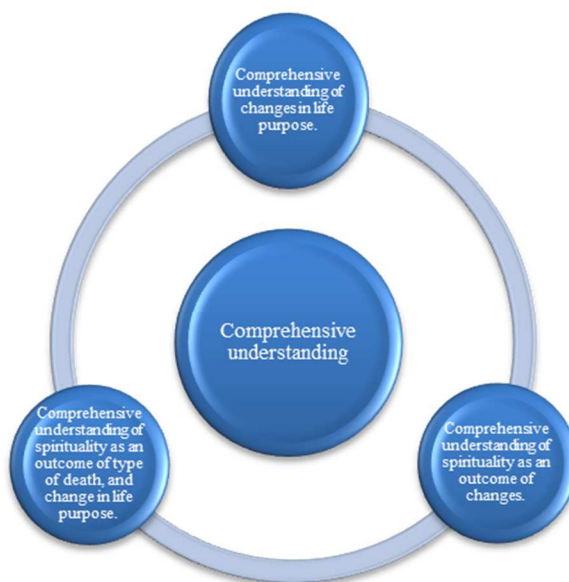 Comprehensive
understanding of
changes in life
purpose.
Comprehensive
understanding
Comprehensive
understanding of
spirituality as an
outcome of type
of death, and
change in life
purpose.
Comprehensive
understanding of
spirituality as an
outcome of
changes.